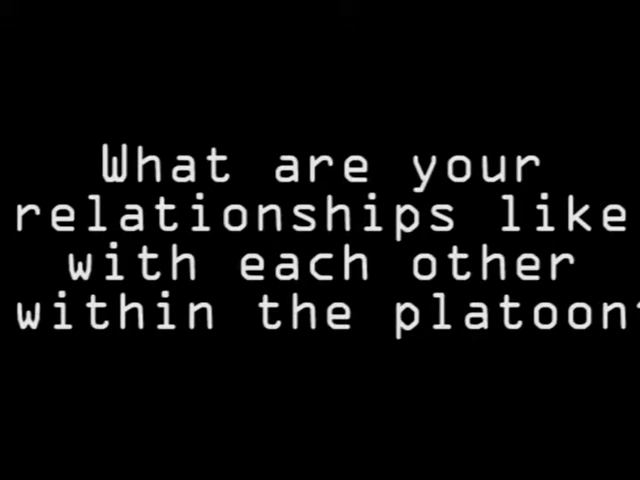 What are your
relationships like
with each other
within the platoon?